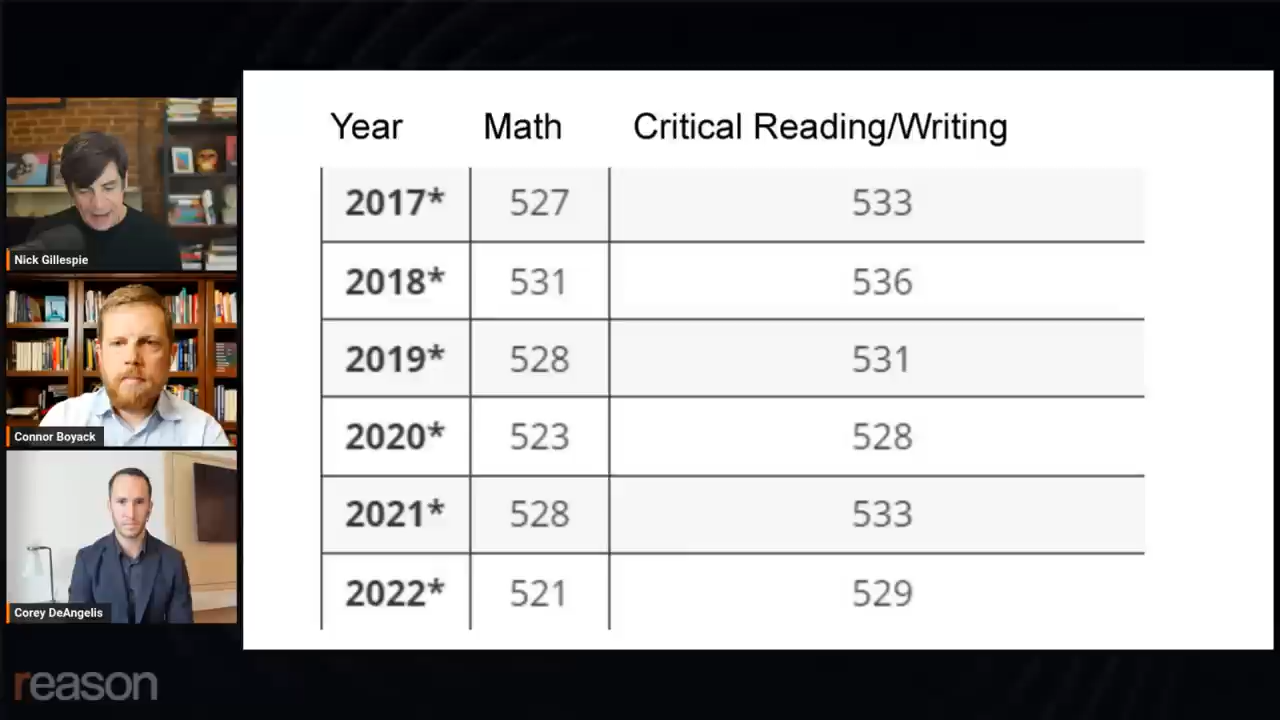 Year Math Critical Reading/Writing
2017* 527 533
2018* 531 536
2019* 528 531
2020* 523 528
2021* 528 533
2022* 521 529
Nick Gillespie
Connor Boyack
Corey DeAngelis
reason